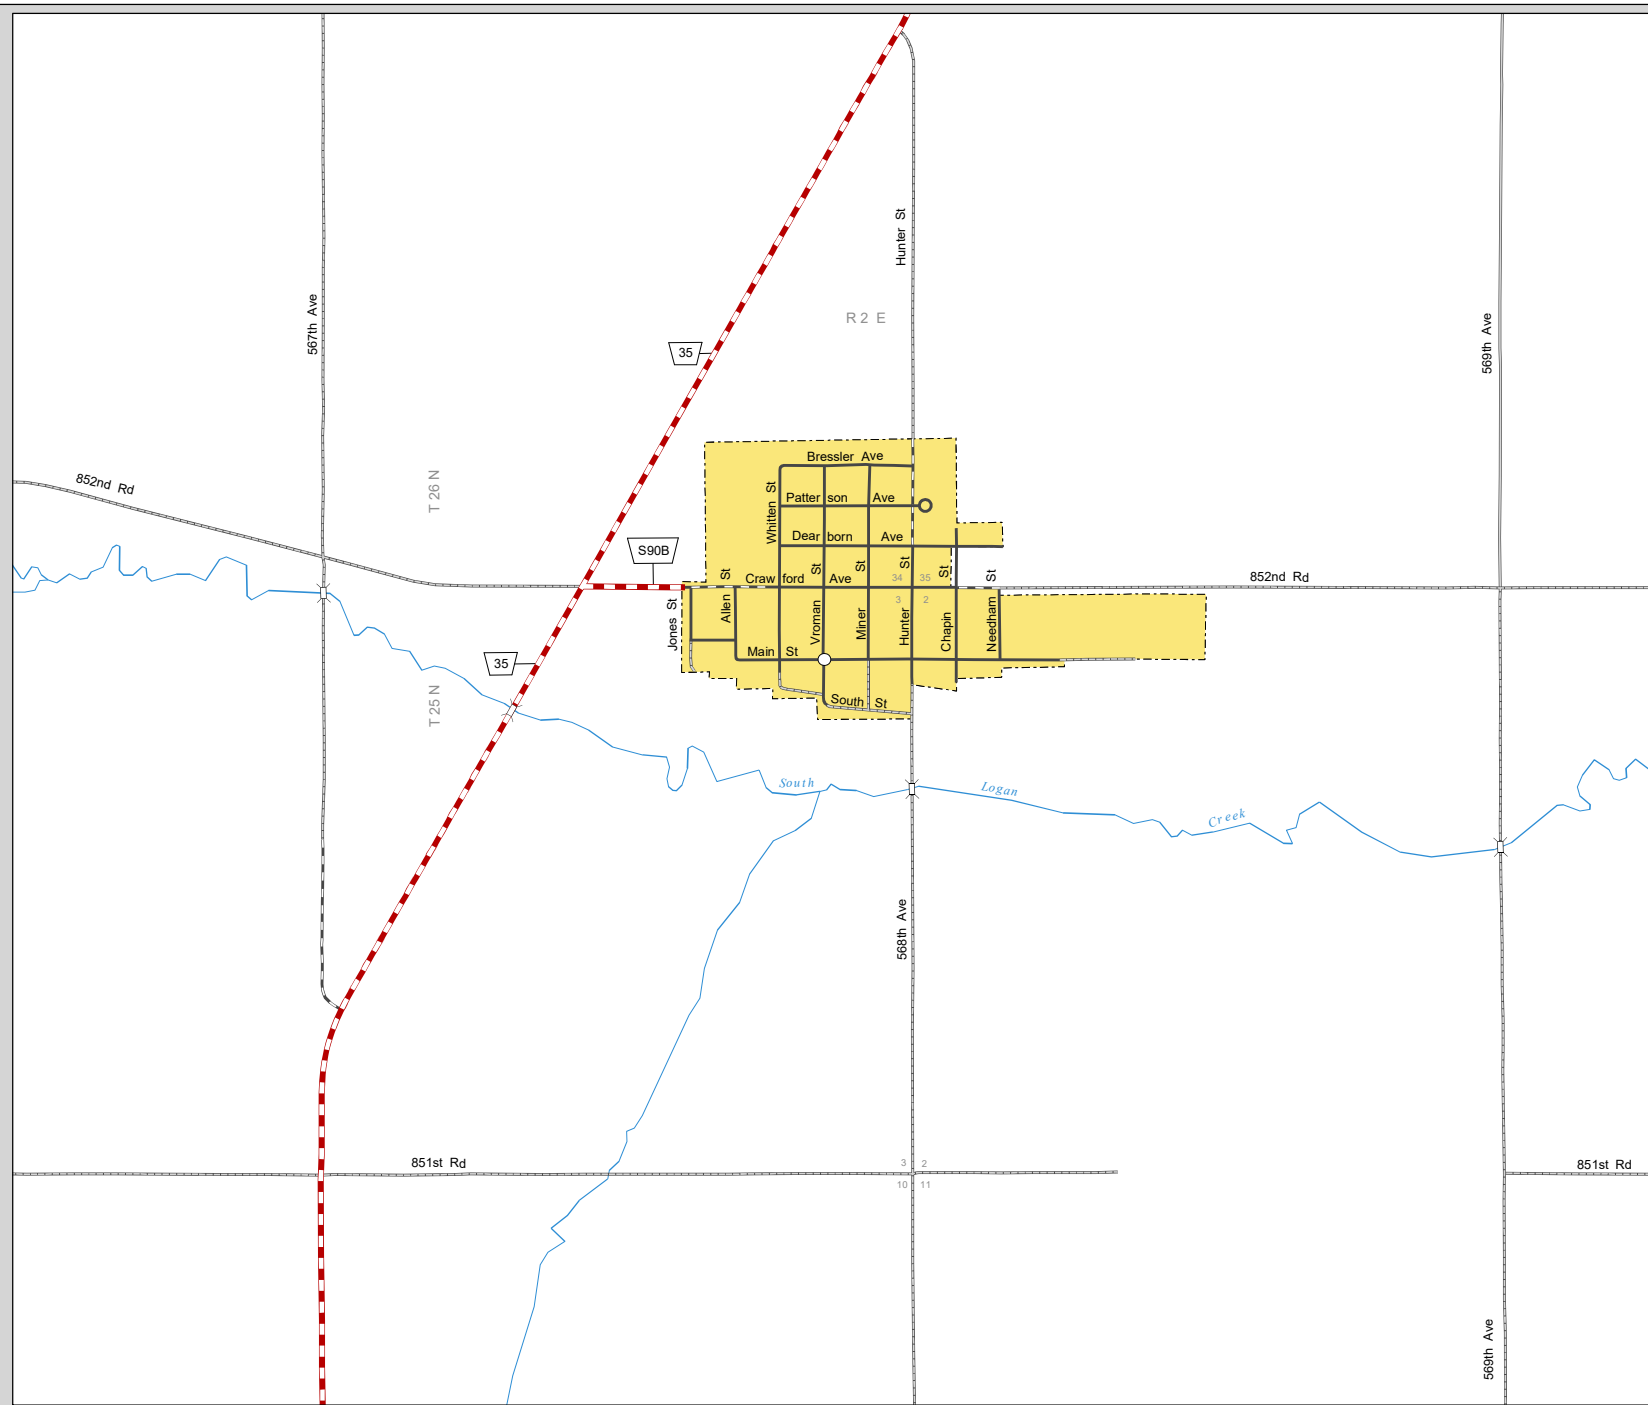 Hunter St
R 2 E
567th Ave
569th Ave
35
Bressler Ave
852nd Rd
T 26 N
Whitten St
Patter son Ave
Dear born Ave
S90B
Craw ford Ave
34 35
3 2
852nd Rd
Jones St
Allen St
Vroman St
Miner St
Hunter St
Chapin St
Needham St
Main St
35
T 25 N
South St
South Logan Creek
568th Ave
851st Rd
3 2
10 11
851st Rd
569th Ave